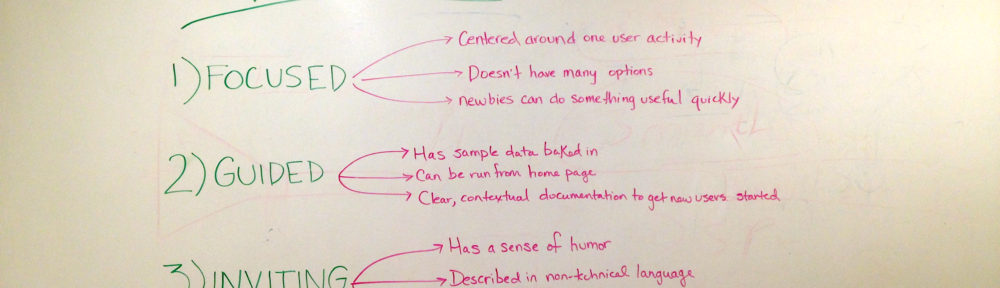 1) FOCUSED
Centered around one user activity
Doesn't have many options
newbies can do something useful quickly
2) GUIDED
Has sample data baked in
Can be run from home page
Clear, contextual documentation to get new users started
3) INVITING
Has a sense of humor
Described in non-technical language